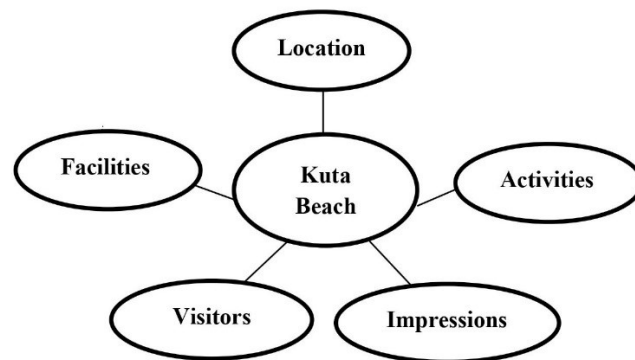 Location
Facilities
Kuta
Beach
Activities
Visitors
Impressions